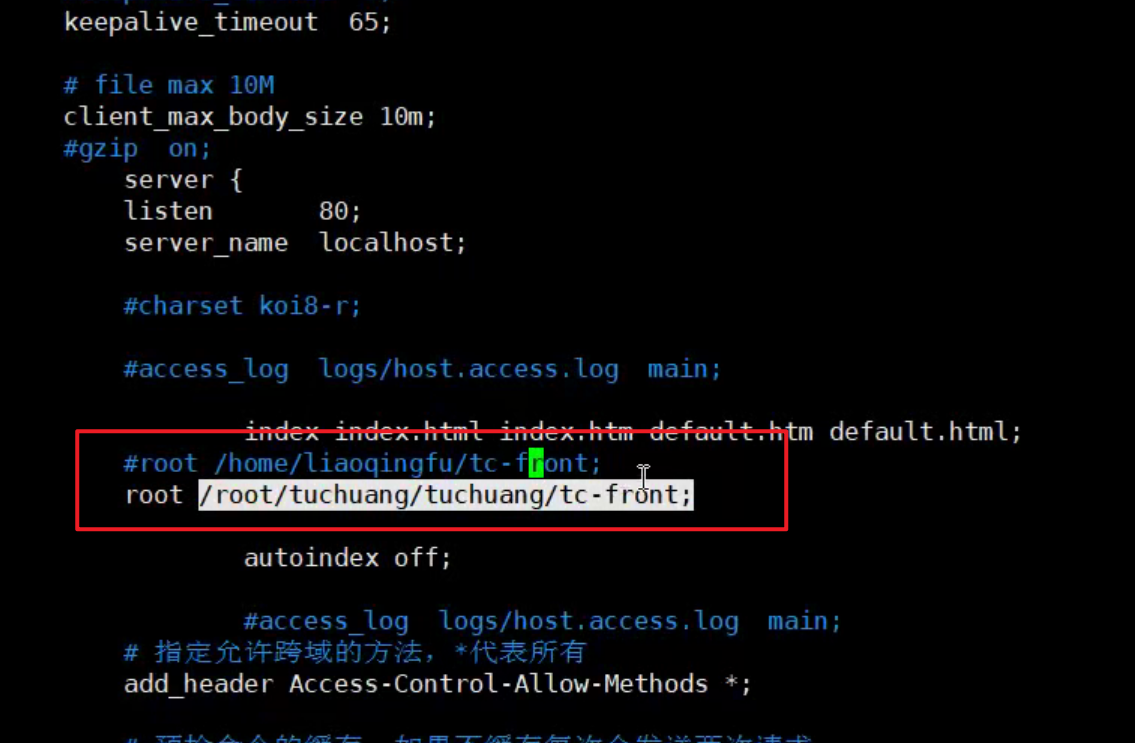 keepalive_timeout  65;
# file max 10M
client_max_body_size 10m;
#gzip  on;
server {
listen       80;
server_name  localhost;
#charset koi8-r;
#access_log  logs/host.access.log  main;
index index.html index.htm default.htm default.html;
#root /home/liaoqingfu/tc-front;
root /root/tuchuang/tuchuang/tc-front;
autoindex off;
#access_log  logs/host.access.log  main;
# 指定允许跨域的方法，*代表所有
add_header Access-Control-Allow-Methods *;